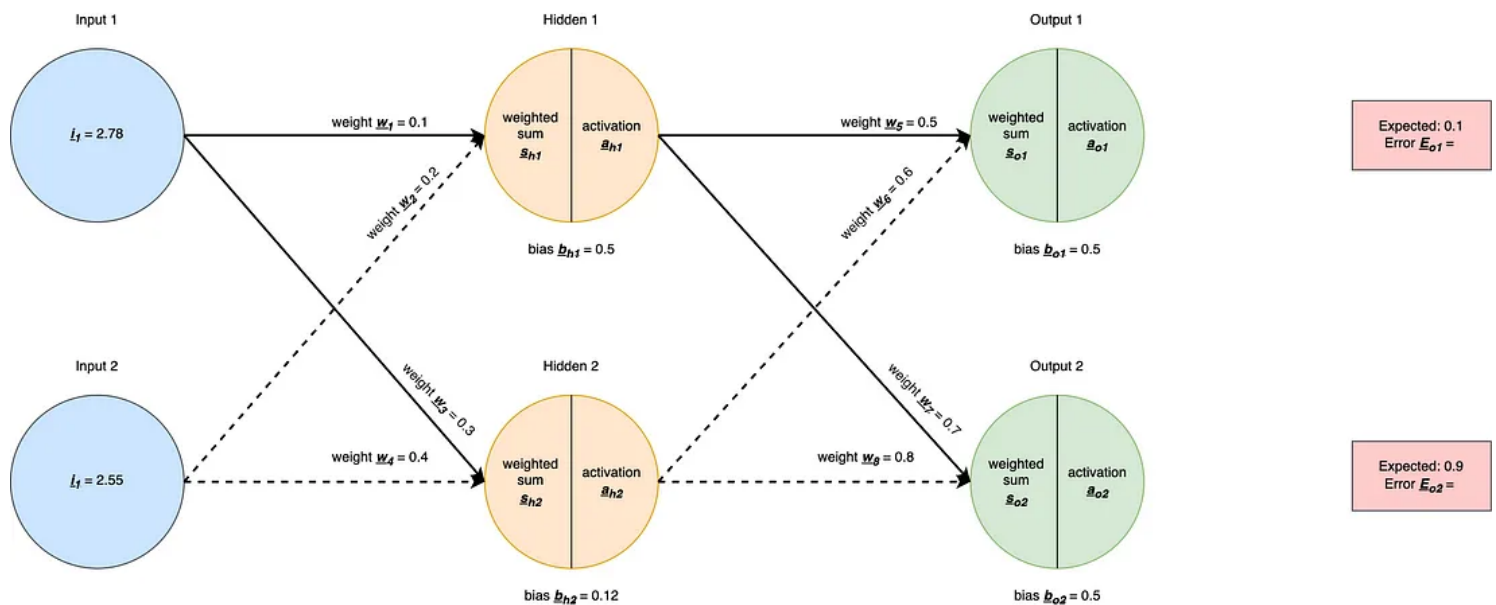 Input 1
Hidden 1
Output 1
i1 = 2.78
weight w1 = 0.1
weighted
sum
sh1
activation
ah1
weight w5 = 0.5
weighted
sum
so1
activation
ao1
Expected: 0.1
Error Eo1 =
weight w2 = 0.2
weight w6 = 0.6
bias bh1 = 0.5
bias bo1 = 0.5
Input 2
Hidden 2
Output 2
weight w3 = 0.3
weight w7 = 0.7
i1 = 2.55
weight w4 = 0.4
weighted
sum
sh2
activation
ah2
weight w8 = 0.8
weighted
sum
so2
activation
ao2
Expected: 0.9
Error Eo2 =
bias bh2 = 0.12
bias bo2 = 0.5